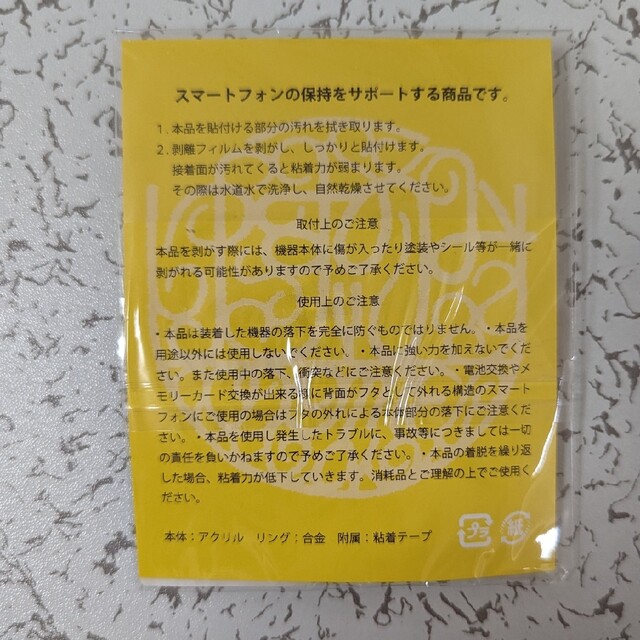 スマートフォンの保持をサポートする商品です。
1. 本品を貼付ける部分の汚れを拭き取ります。
2. 剥離フィルムを剥がし、しっかりと貼付けます。
接着面が汚れてくると粘着力が弱まります。
その際は水道水で洗浄し、自然乾燥させてください。
取付上のご注意
本品を剥がす際には、機器本体に傷が入ったり塗装やシール等が一緒に
剥がれる可能性がありますので予めご了承ください。
使用上のご注意
・本品は装着した機器の落下を完全に防ぐものではりません。・本品を
用途以外には使用しないでください。・本品に強い力を加えないでくだ
さい。また使用中の落下、衝突などにご注意ください。・電池交換やメ
モリーカード交換が出来る様に背面がフタとして外れる構造のスマート
フォンにご使用の場合はフタの外れによる本体部分の落下にご注意くだ
さい。・本品を使用し発生したトラブルに、事故等につきましては一切
の責任を負いかねますので予めご了承ください。・本品の着脱を繰り返
した場合、粘着力が低下していきます。消耗品とご理解の上でご使用く
ださい。
本体：アクリル リング：合金 附属：粘着テープ
プラ
紙